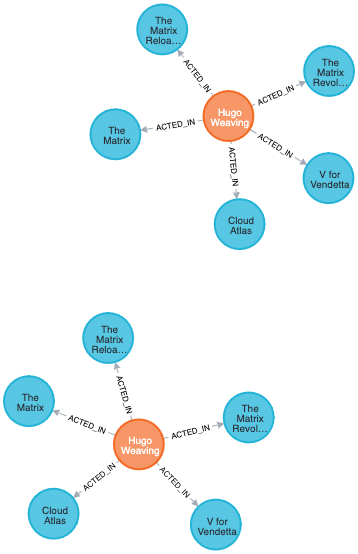 The
Matrix
Reloa...
ACTED_IN
The
Matrix
Revol...
ACTED_IN
Hugo
Weaving
The
Matrix
ACTED_IN
ACTED_IN
V for
Vendetta
ACTED_IN
Cloud
Atlas
The
Matrix
Reloa...
ACTED_IN
The
Matrix
ACTED_IN
The
Matrix
Revol...
ACTED_IN
Hugo
Weaving
ACTED_IN
Cloud
Atlas
ACTED_IN
V for
Vendetta